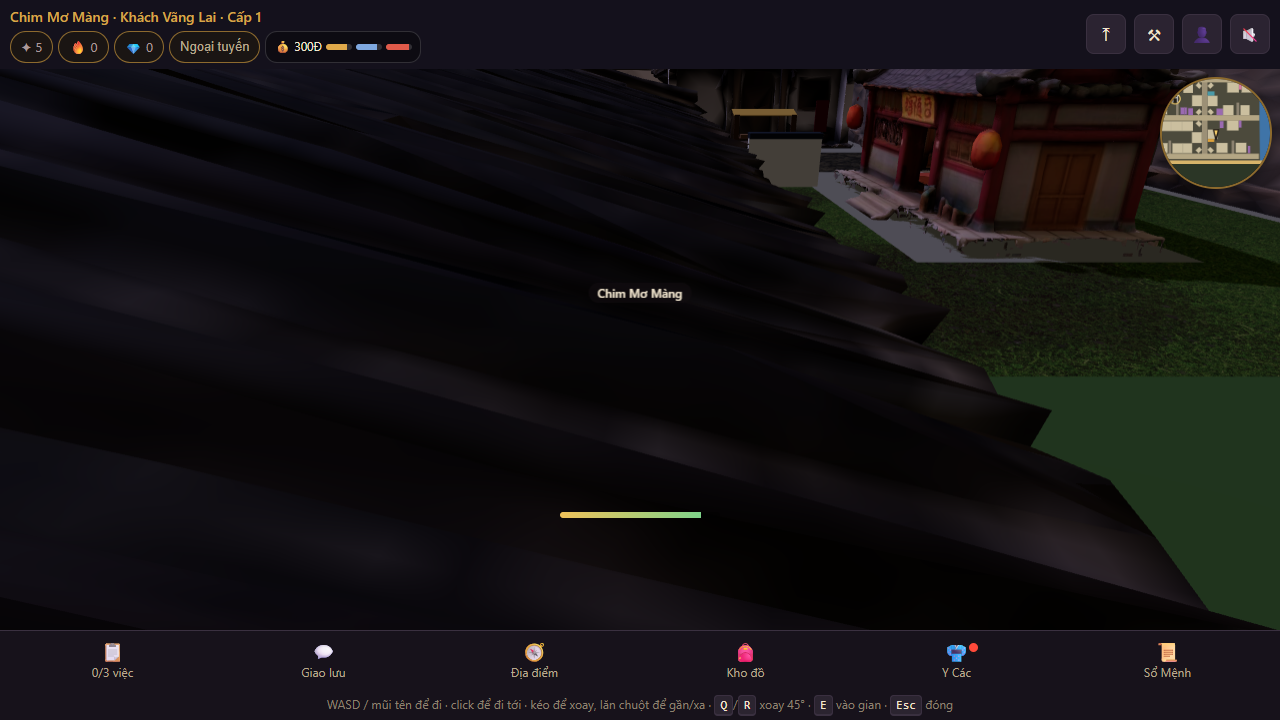 Chim Mơ Màng · Khách Vãng Lai · Cấp 1
✦ 5
0
0
Ngoại tuyến
300Đ
Chim Mơ Màng
0/3 việc
Giao lưu
Địa điểm
Kho đồ
Y Các
Sổ Mệnh
WASD / mũi tên để đi · click để đi tới · kéo để xoay, lăn chuột để gần/xa · Q / R xoay 45° · E vào gian · Esc đóng